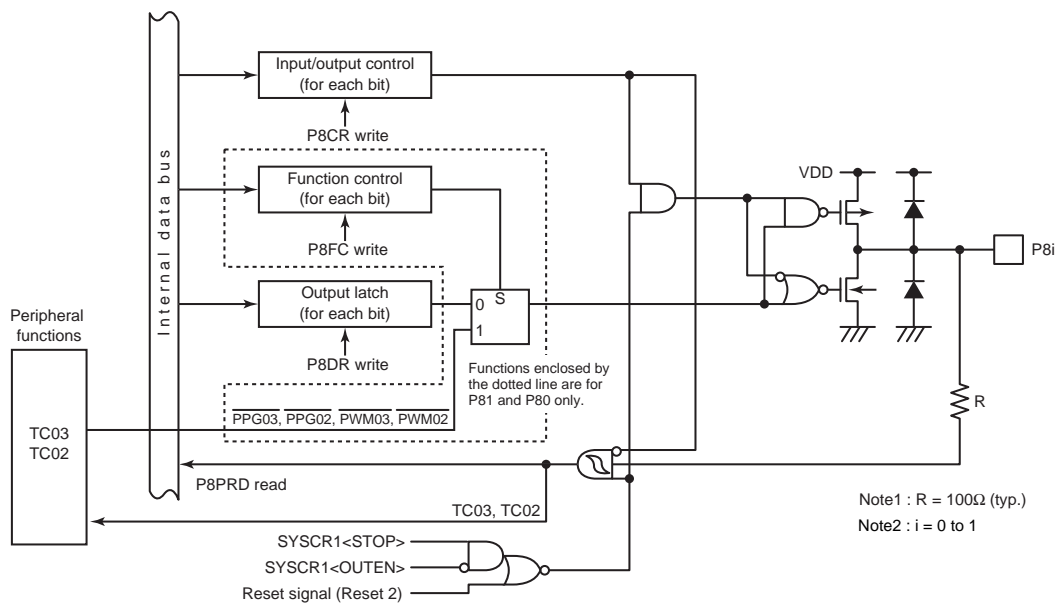 Input/output control
(for each bit)
P8CR write
Function control
(for each bit)
P8FC write
Output latch
(for each bit)
P8DR write
Internal data bus
Peripheral
functions
TC03
TC02
0
S
1
Functions enclosed by
the dotted line are for
P81 and P80 only.
PPG03, PPG02, PWM03, PWM02
P8PRD read
TC03, TC02
SYSCR1<STOP>
SYSCR1<OUTEN>
Reset signal (Reset 2)
VDD
P8i
R
Note1 : R = 100Ω (typ.)
Note2 : i = 0 to 1